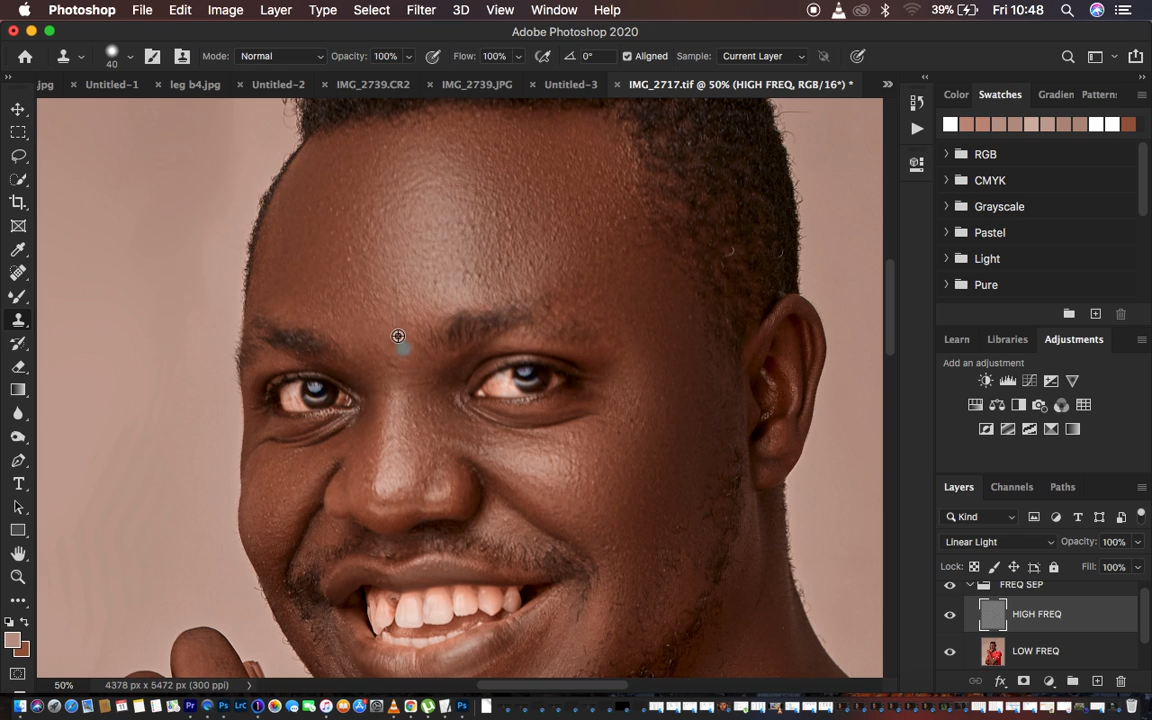 Photoshop File Edit Image Layer Type Select Filter 3D View Window Help 39% Fri 10:48
Adobe Photoshop 2020
40 Mode: Normal Opacity: 100% Flow: 100% 0° Aligned Sample: Current Layer
.jpg × Untitled-1 × leg b4.jpg × Untitled-2 × IMG_2739.CR2 × IMG_2739.JPG × Untitled-3 × IMG_2717.tif @ 50% (HIGH FREQ, RGB/16*) *
Color Swatches Gradien Pattern:
RGB
CMYK
Grayscale
Pastel
Light
Pure
Learn Libraries Adjustments
Add an adjustment
Layers Channels Paths
Kind
Linear Light Opacity: 100%
Lock: Fill: 100%
FREQ SEP
HIGH FREQ
LOW FREQ
50% 4378 px x 5472 px (300 ppi)